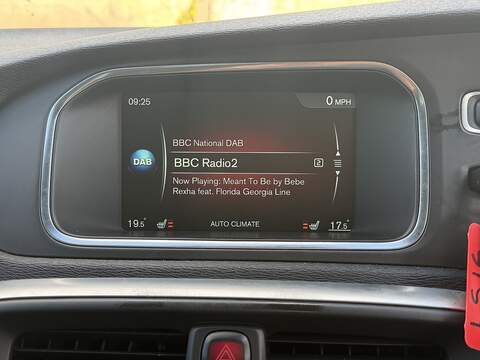 09:25
0 MPH
BBC National DAB
DAB
BBC Radio2
2
Now Playing: Meant To Be by Bebe
Rexha feat. Florida Georgia Line
19.5°
AUTO CLIMATE
17.5°